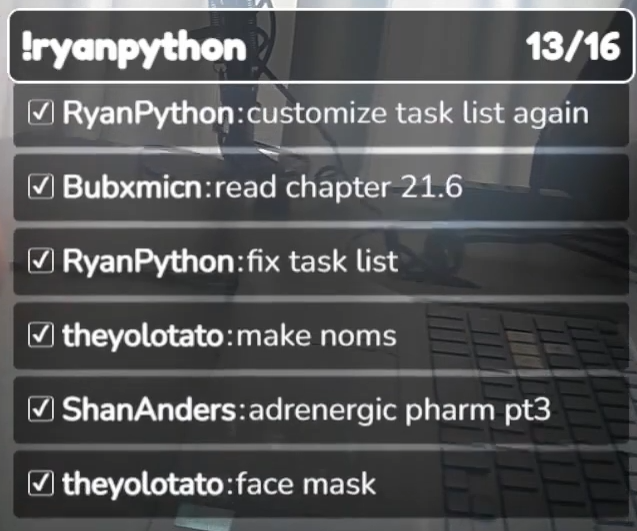 !ryanpython 13/16
RyanPython:customize task list again
Bubxmicn:read chapter 21.6
RyanPython:fix task list
theyolotato:make noms
ShanAnders:adrenergic pharm pt3
theyolotato:face mask